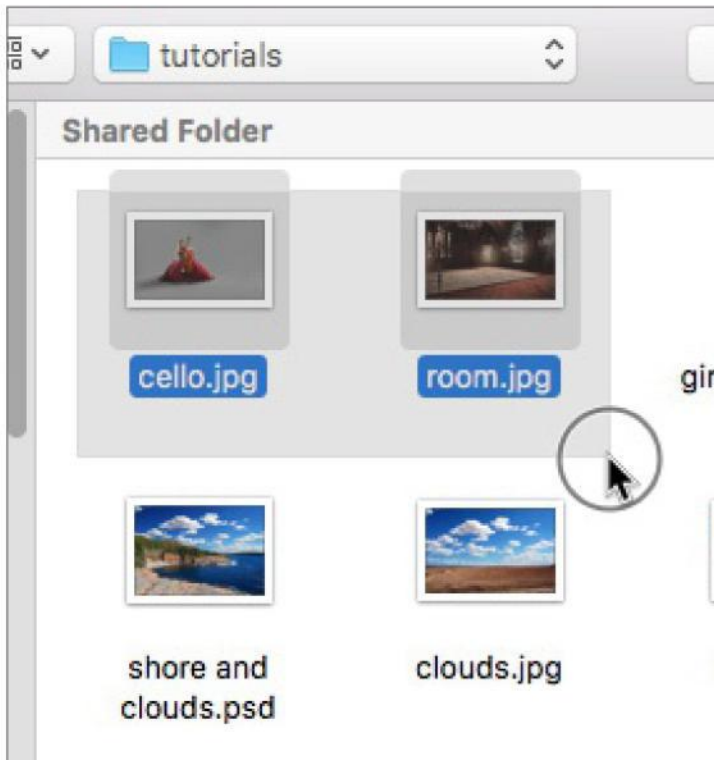 tutorials
Shared Folder
cello.jpg
room.jpg
shore and
clouds.psd
clouds.jpg